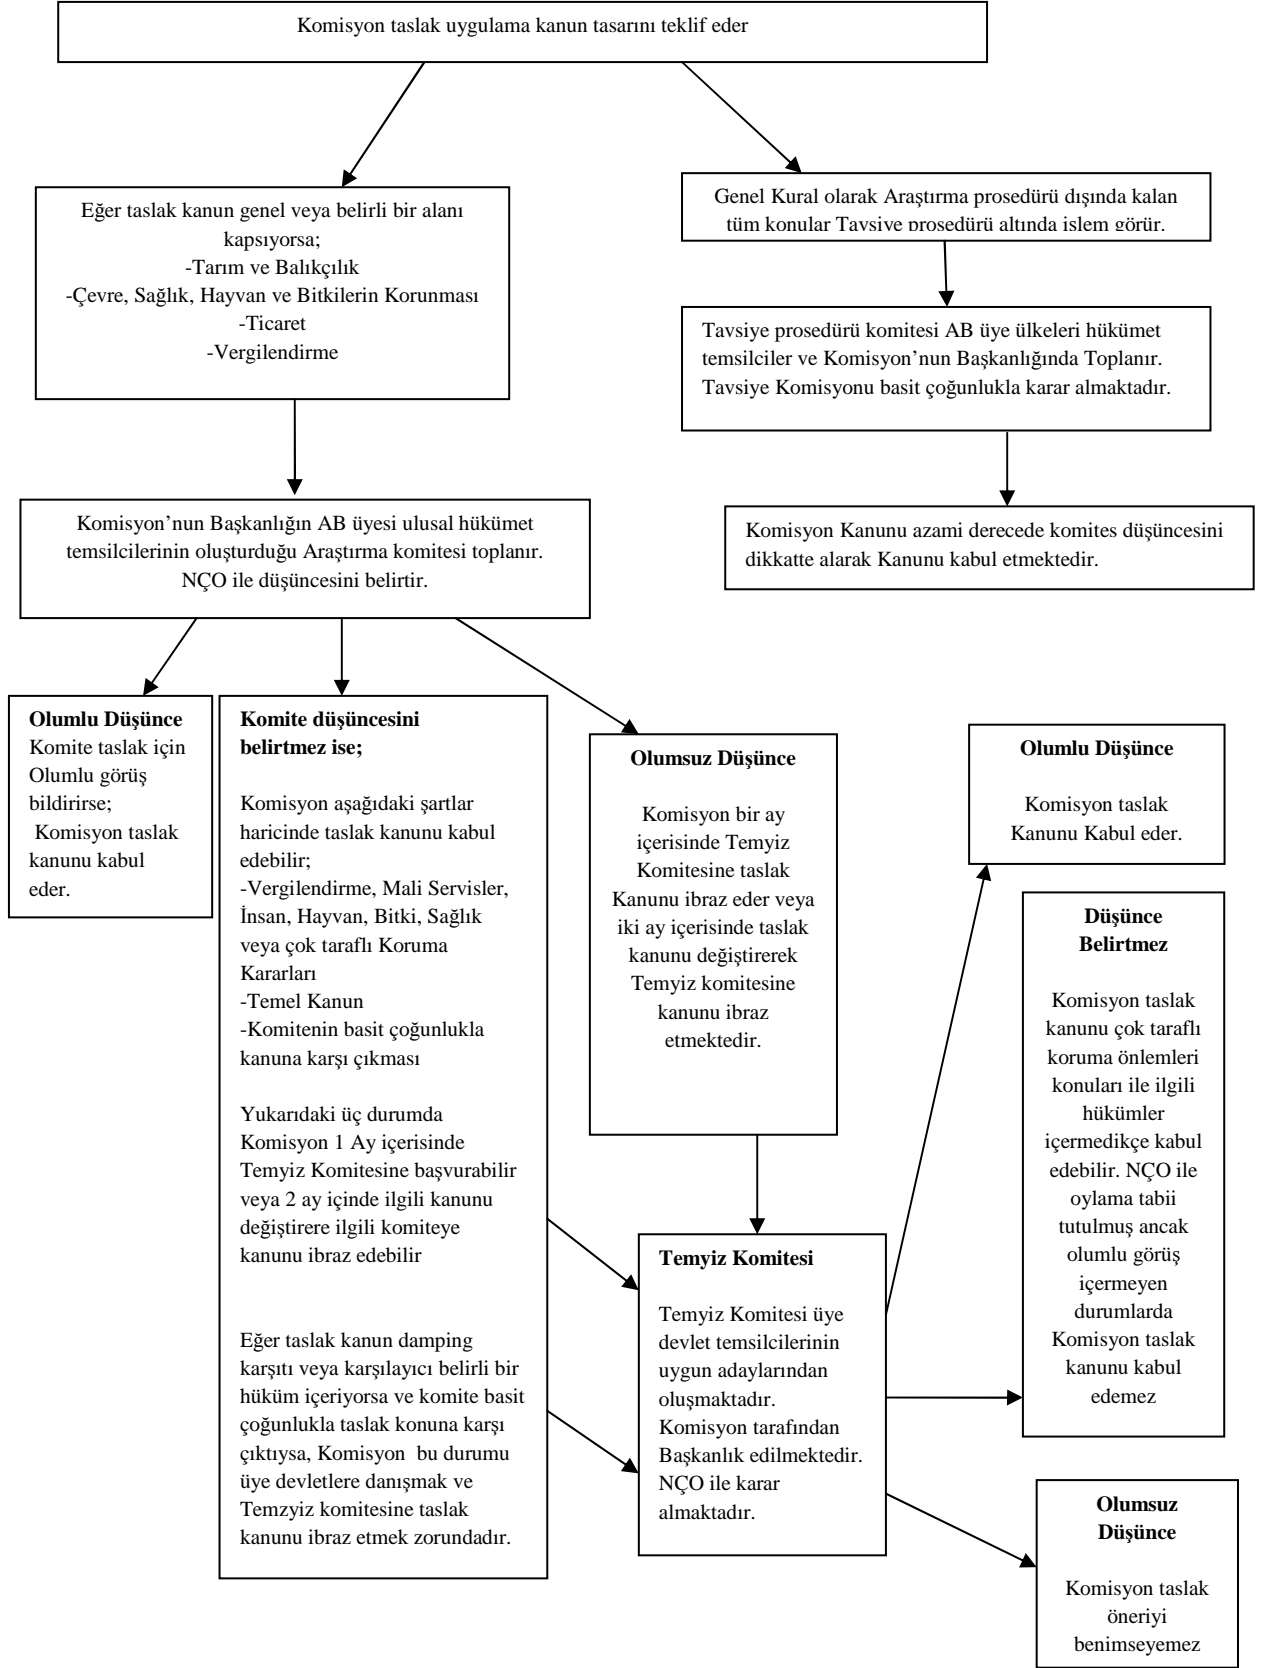 Komisyon taslak uygulama kanun tasarını teklif eder
Eğer taslak kanun genel veya belirli bir alanı
kapsıyorsa;
-Tarım ve Balıkçılık
-Çevre, Sağlık, Hayvan ve Bitkilerin Korunması
-Ticaret
-Vergilendirme
Genel Kural olarak Araştırma prosedürü dışında kalan
tüm konular Tavsiye prosedürü altında işlem görür.
Tavsiye prosedürü komitesi AB üye ülkeleri hükümet
temsilciler ve Komisyon’nun Başkanlığında Toplanır.
Tavsiye Komisyonu basit çoğunlukla karar almaktadır.
Komisyon’nun Başkanlığın AB üyesi ulusal hükümet
temsilcilerinin oluşturduğu Araştırma komitesi toplanır.
NÇO ile düşüncesini belirtir.
Komisyon Kanunu azami derecede komites düşüncesini
dikkatte alarak Kanunu kabul etmektedir.
Olumlu Düşünce
Komite taslak için
Olumlu görüş
bildirirse;
Komisyon taslak
kanunu kabul
eder.
Komite düşüncesini
belirtmez ise;
Komisyon aşağıdaki şartlar
haricinde taslak kanunu kabul
edebilir;
-Vergilendirme, Mali Servisler,
İnsan, Hayvan, Bitki, Sağlık
veya çok taraflı Koruma
Kararları
-Temel Kanun
-Komitenin basit çoğunlukla
kanuna karşı çıkması
Yukarıdaki üç durumda
Komisyon 1 Ay içerisinde
Temyiz Komitesine başvurabilir
veya 2 ay içinde ilgili kanunu
değiştirere ilgili komiteye
kanunu ibraz edebilir
Eğer taslak kanun damping
karşıtı veya karşılayıcı belirli bir
hüküm içeriyorsa ve komite basit
çoğunlukla taslak konuna karşı
çıktıysa, Komisyon bu durumu
üye devletlere danışmak ve
Temzyiz komitesine taslak
kanunu ibraz etmek zorundadır.
Olumsuz Düşünce
Komisyon bir ay
içerisinde Temyiz
Komitesine taslak
Kanunu ibraz eder veya
iki ay içerisinde taslak
kanunu değiştirerek
Temyiz komitesine
kanunu ibraz
etmektedir.
Temyiz Komitesi
Temyiz Komitesi üye
devlet temsilcilerinin
uygun adaylarından
oluşmaktadır.
Komisyon tarafından
Başkanlık edilmektedir.
NÇO ile karar
almaktadır.
Olumlu Düşünce
Komisyon taslak
Kanunu Kabul eder.
Düşünce
Belirtmez
Komisyon taslak
kanunu çok taraflı
koruma önlemleri
konuları ile ilgili
hükümler
içermedikçe kabul
edebilir. NÇO ile
oylama tabii
tutulmuş ancak
olumlu görüş
içermeyen
durumlarda
Komisyon taslak
kanunu kabul
edemez
Olumsuz
Düşünce
Komisyon taslak
öneriyi
benimseyemez